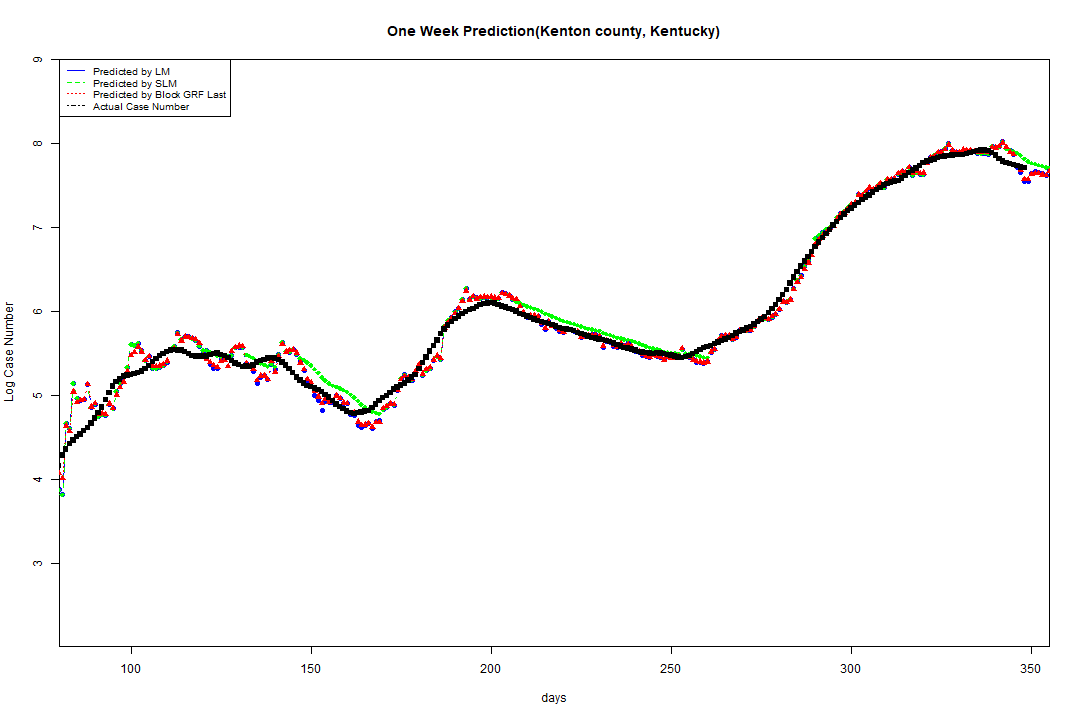 One Week Prediction(Kenton county, Kentucky)
Predicted by LM
Predicted by SLM
Predicted by Block GRF Last
Actual Case Number
Log Case Number
9
8
7
6
5
4
3
100 150 200 250 300 350
days